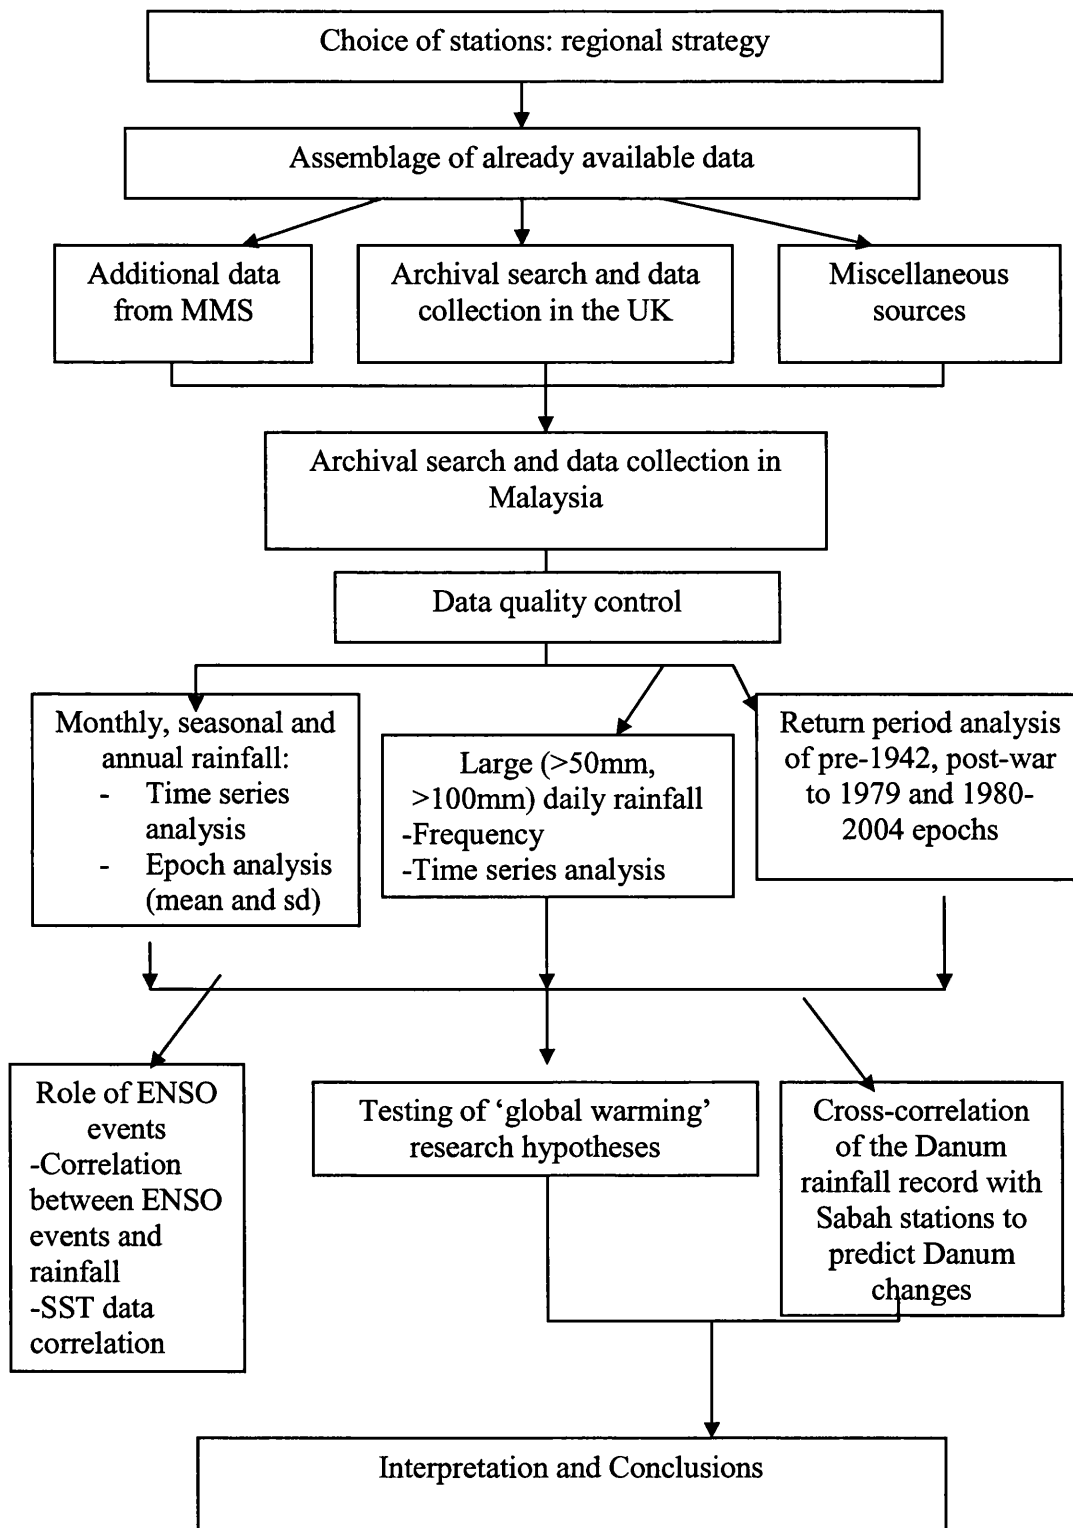 Choice of stations: regional strategy
Assemblage of already available data
Additional data
from MMS
Archival search and data
collection in the UK
Miscellaneous
sources
Archival search and data collection in
Malaysia
Data quality control
Monthly, seasonal and
annual rainfall:
- Time series
analysis
- Epoch analysis
(mean and sd)
Large (>50mm,
>100mm) daily rainfall
-Frequency
-Time series analysis
Return period analysis
of pre-1942, post-war
to 1979 and 1980-
2004 epochs
Role of ENSO
events
-Correlation
between ENSO
events and
rainfall
-SST data
correlation
Testing of ‘global warming’
research hypotheses
Cross-correlation
of the Danum
rainfall record with
Sabah stations to
predict Danum
changes
Interpretation and Conclusions